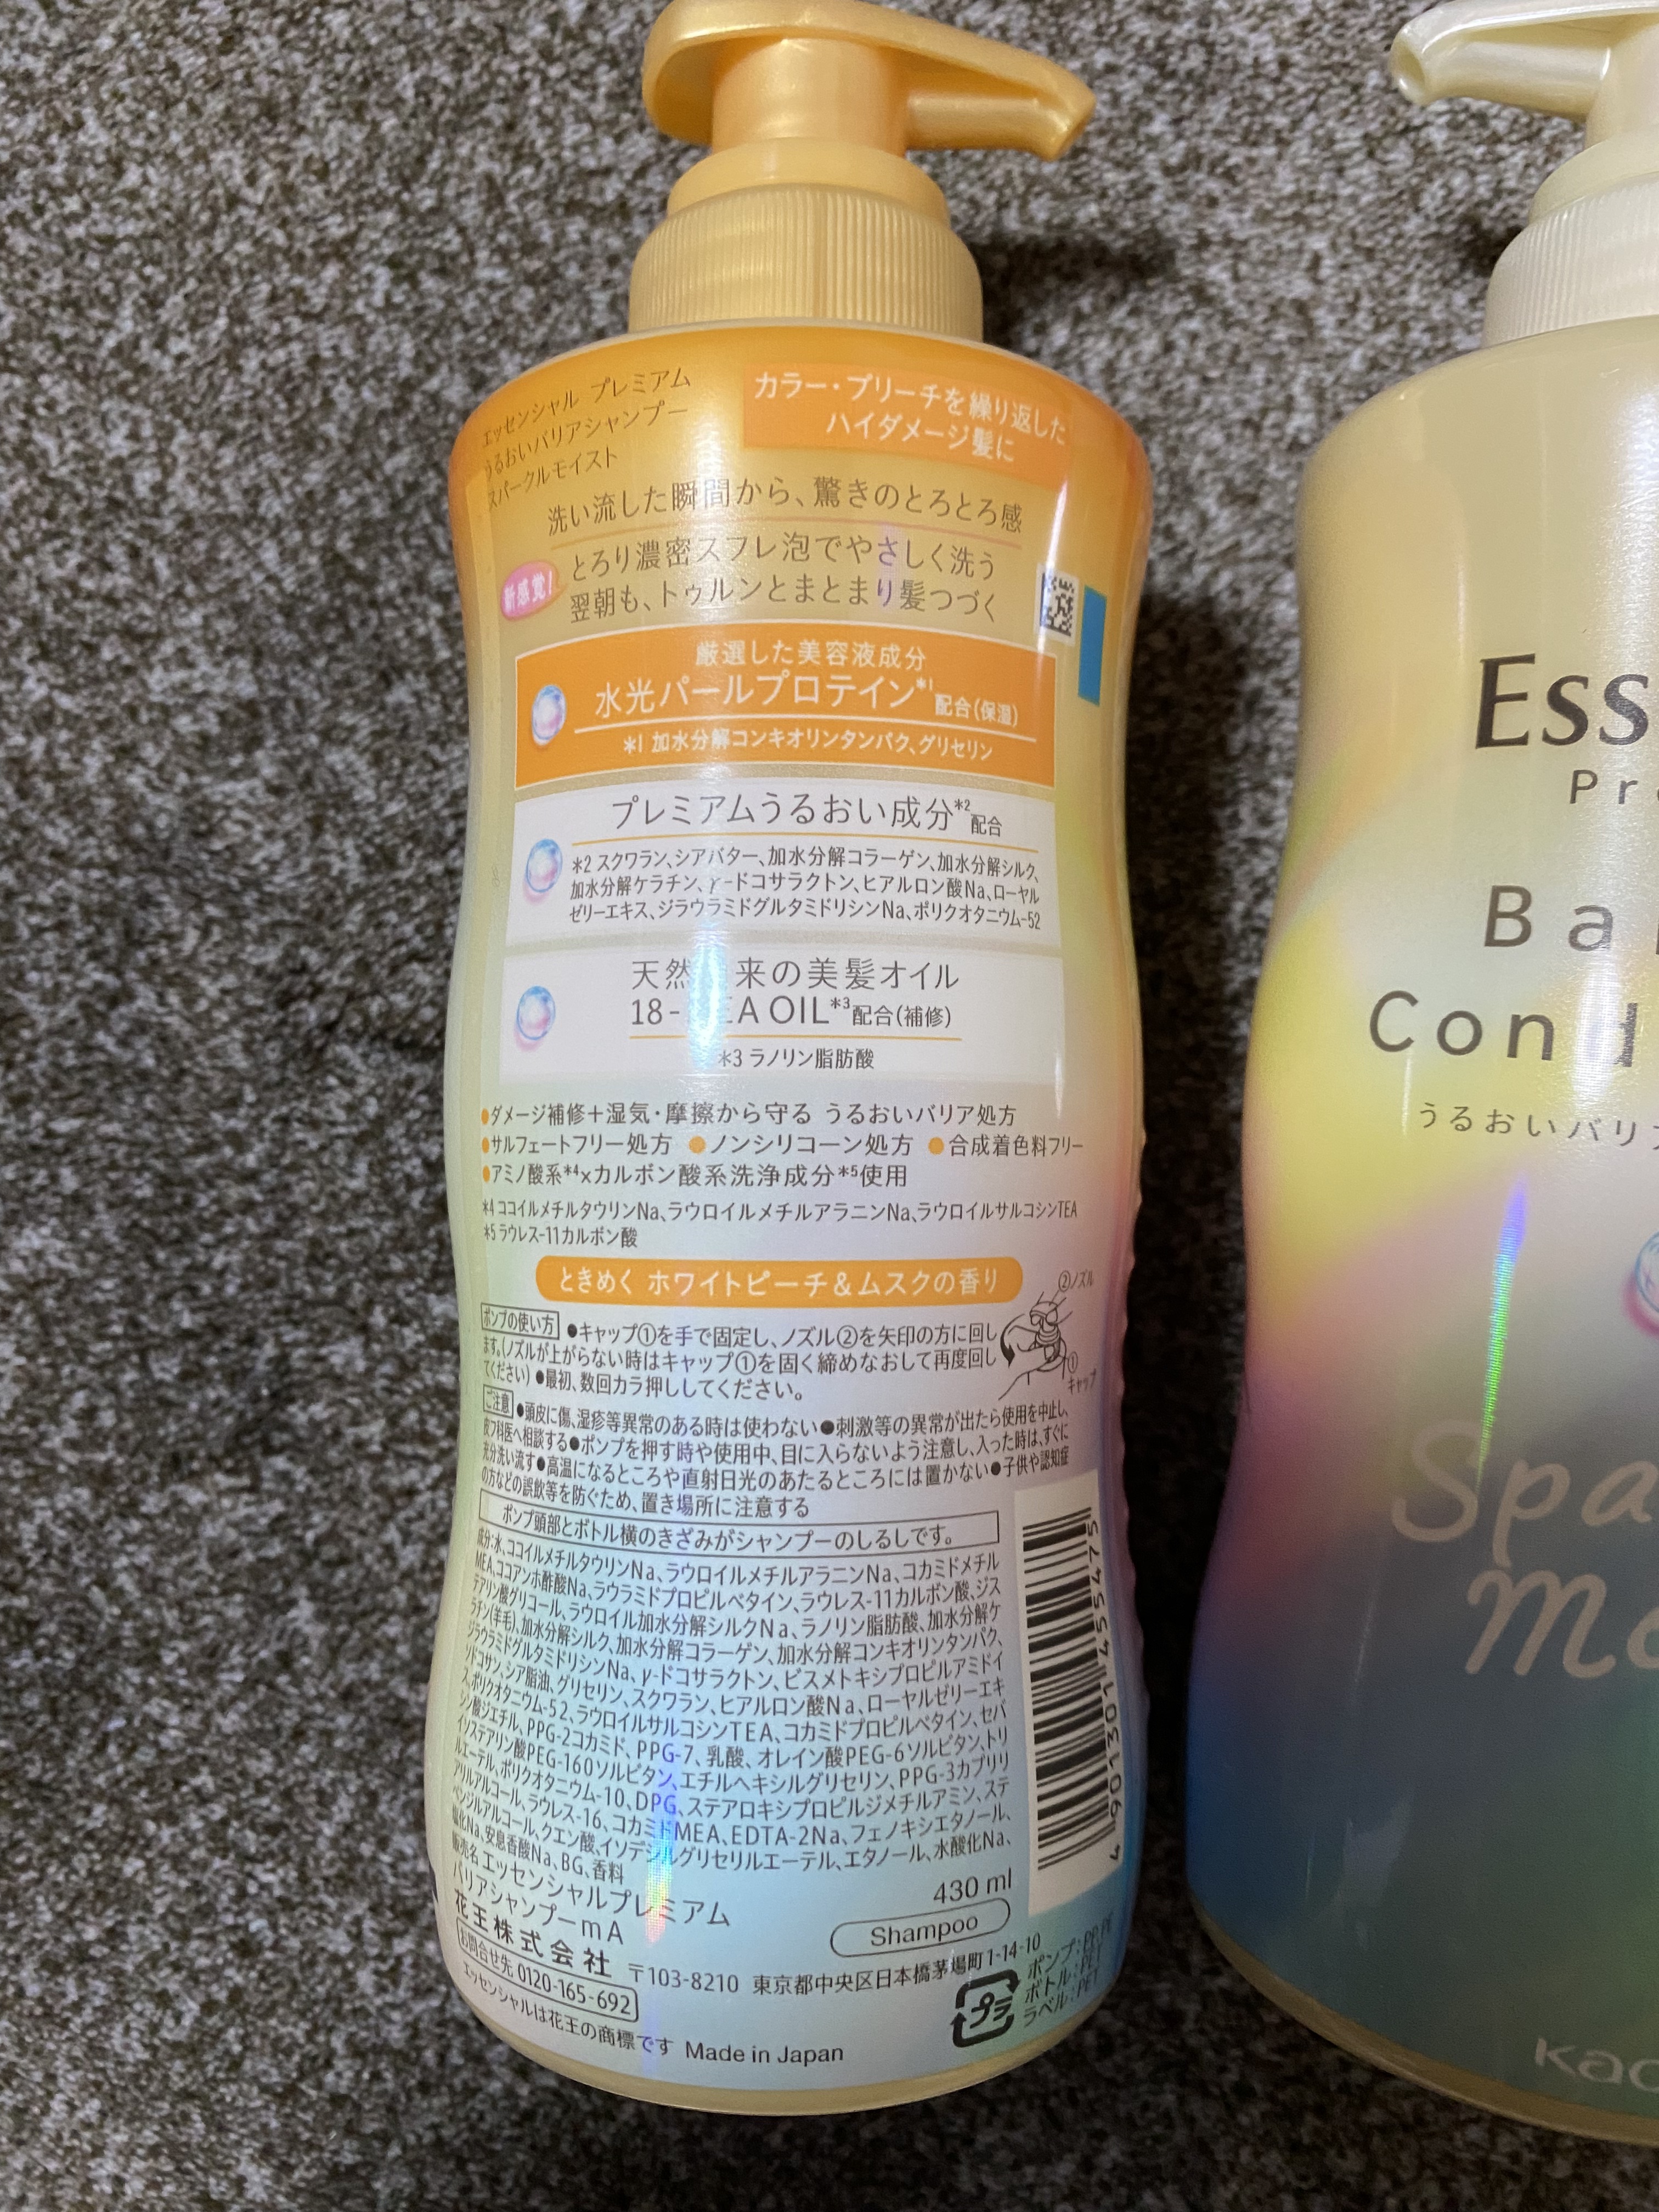 エッセンシャル プレミアム
うるおいバリアシャンプー
スパークルモイスト
カラー・ブリーチを繰り返した
ハイダメージ髪に
洗い流した瞬間から、驚きのとろとろ感
新感覚!
とろり濃密スフレ泡でやさしく洗う
翌朝も、トゥルンとまとまり髪つづく
厳選した美容液成分
水光パールプロテイン*1配合(保湿)
*1 加水分解コンキオリンタンパク、グリセリン
プレミアムうるおい成分*2配合
*2 スクワラン、シアバター、加水分解コラーゲン、加水分解シルク、
加水分解ケラチン、γ-ドコサラクトン、ヒアルロン酸Na、ローヤル
ゼリーエキス、ジラウラミドグルタミドリシンNa、ポリクオタニウム-52
天然 来の美髪オイル
18- EA OIL*3配合(補修)
*3 ラノリン脂肪酸
●ダメージ補修+湿気・摩擦から守る うるおいバリア処方
●サルフェートフリー処方 ●ノンシリコーン処方 ●合成着色料フリー
●アミノ酸系*4×カルボン酸系洗浄成分*5使用
*4 ココイルメチルタウリンNa、ラウロイルメチルアラニンNa、ラウロイルサルコシンTEA
*5 ラウレス-11カルボン酸
ときめく ホワイトピーチ&ムスクの香り
ポンプの使い方 ●キャップ①を手で固定し、ノズル②を矢印の方に回し
ます。(ノズルが上がらない時はキャップ①を固く締めなおして再度回し
てください) ●最初、数回カラ押ししてください。
②ノズル
①
キャップ
ご注意 ●頭皮に傷、湿疹等異常のある時は使わない●刺激等の異常が出たら使用を中止し、
皮フ科医へ相談する●ポンプを押す時や使用中、目に入らないよう注意し、入った時は、すぐに
充分洗い流す●高温になるところや直射日光のあたるところには置かない●子供や認知症
の方などの誤飲等を防ぐため、置き場所に注意する
ポンプ頭部とボトル横のきざみがシャンプーのしるしです。
成分:水、ココイルメチルタウリンNa、ラウロイルメチルアラニンNa、コカミドメチル
MEA、ココアンホ酢酸Na、ラウラミドプロピルベタイン、ラウレス-11カルボン酸、ジス
テアリン酸グリコール、ラウロイル加水分解シルクNa、ラノリン脂肪酸、加水分解ケ
ラチン(羊毛)、加水分解シルク、加水分解コラーゲン、加水分解コンキオリンタンパク、
ジラウラミドグルタミドリシンNa、γ-ドコサラクトン、ビスメトキシプロピルアミドイ
ソドコサン、シア脂油、グリセリン、スクワラン、ヒアルロン酸Na、ローヤルゼリーエキ
ス、ポリクオタニウム-52、ラウロイルサルコシンTEA、コカミドプロピルベタイン、セバ
シン酸ジエチル、PPG-2コカミド、PPG-7、乳酸、オレイン酸PEG-6ソルビタン、トリ
イソステアリン酸PEG-160ソルビタン、エチルヘキシルグリセリン、PPG-3カプリリ
ルエーテル、ポリクオタニウム-10、DPG、ステアロキシプロピルジメチルアミン、ステ
アリルアルコール、ラウレス-16、コカミドMEA、EDTA-2Na、フェノキシエタノール、
ベンジルアルコール、クエン酸、イソデシルグリセリルエーテル、エタノール、水酸化Na、
塩化Na、安息香酸Na、BG、香料
販売名 エッセンシャルプレミアム
バリアシャンプーmA
430 ml
Shampoo
花王株式会社 〒103-8210 東京都中央区日本橋茅場町1-14-10
お問合せ先 0120-165-692
エッセンシャルは花王の商標です Made in Japan
プラ
ポンプ:PP,PE
ボトル:PET
ラベル:PET
4 901301 455475
Ess
Pr
Ba
Con
うるおいバリア
Spa
Mo
Kao